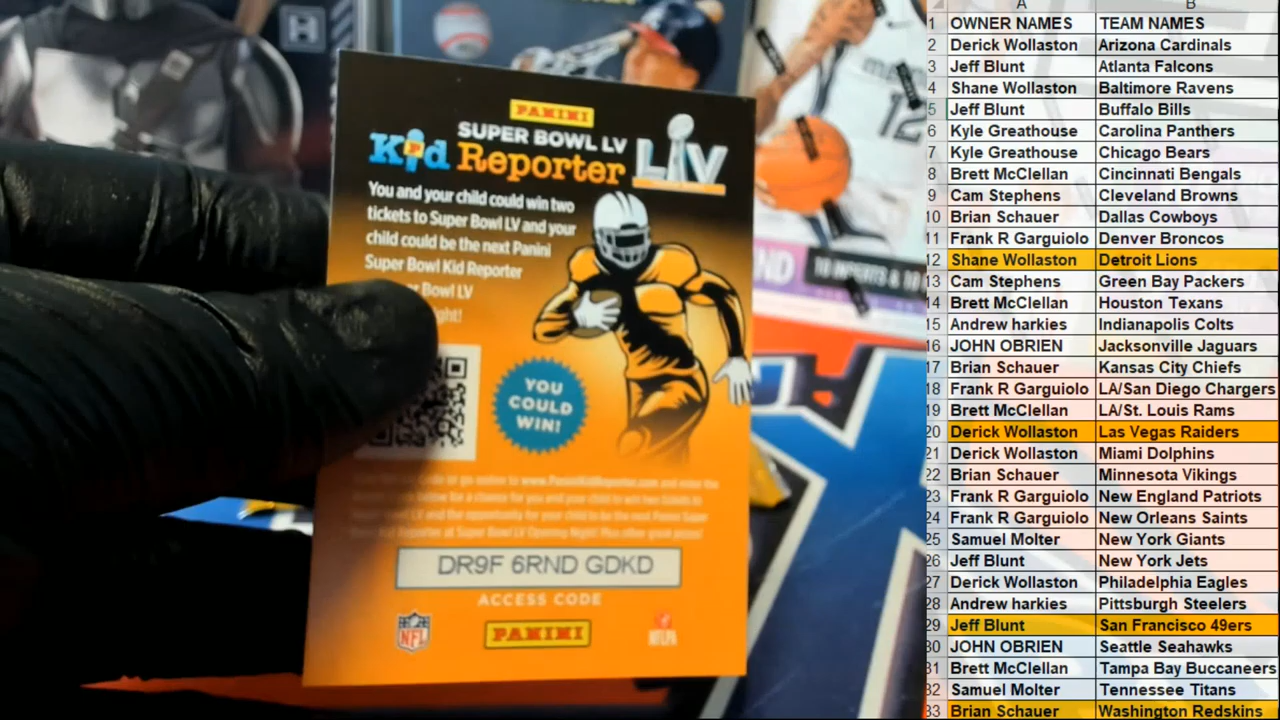 PANINI
SUPER BOWL LV
Kid Reporter LIV
You and your child could win two
tickets to Super Bowl LV and your
child could be the next Panini
Super Bowl Kid Reporter
Bowl LV
YOU
COULD
WIN!
DR9F 6RND GDKD
ACCESS CODE
NFL
PANINI
NFLPA
12
A B
1 OWNER NAMES TEAM NAMES
2 Derick Wollaston Arizona Cardinals
3 Jeff Blunt Atlanta Falcons
4 Shane Wollaston Baltimore Ravens
5 Jeff Blunt Buffalo Bills
6 Kyle Greathouse Carolina Panthers
7 Kyle Greathouse Chicago Bears
8 Brett McClellan Cincinnati Bengals
9 Cam Stephens Cleveland Browns
10 Brian Schauer Dallas Cowboys
11 Frank R Garguiolo Denver Broncos
12 Shane Wollaston Detroit Lions
13 Cam Stephens Green Bay Packers
14 Brett McClellan Houston Texans
15 Andrew harkies Indianapolis Colts
16 JOHN OBRIEN Jacksonville Jaguars
17 Brian Schauer Kansas City Chiefs
18 Frank R Garguiolo LA/San Diego Chargers
19 Brett McClellan LA/St. Louis Rams
20 Derick Wollaston Las Vegas Raiders
21 Derick Wollaston Miami Dolphins
22 Brian Schauer Minnesota Vikings
23 Frank R Garguiolo New England Patriots
24 Frank R Garguiolo New Orleans Saints
25 Samuel Molter New York Giants
26 Jeff Blunt New York Jets
27 Derick Wollaston Philadelphia Eagles
28 Andrew harkies Pittsburgh Steelers
29 Jeff Blunt San Francisco 49ers
30 JOHN OBRIEN Seattle Seahawks
31 Brett McClellan Tampa Bay Buccaneers
32 Samuel Molter Tennessee Titans
33 Brian Schauer Washington Redskins